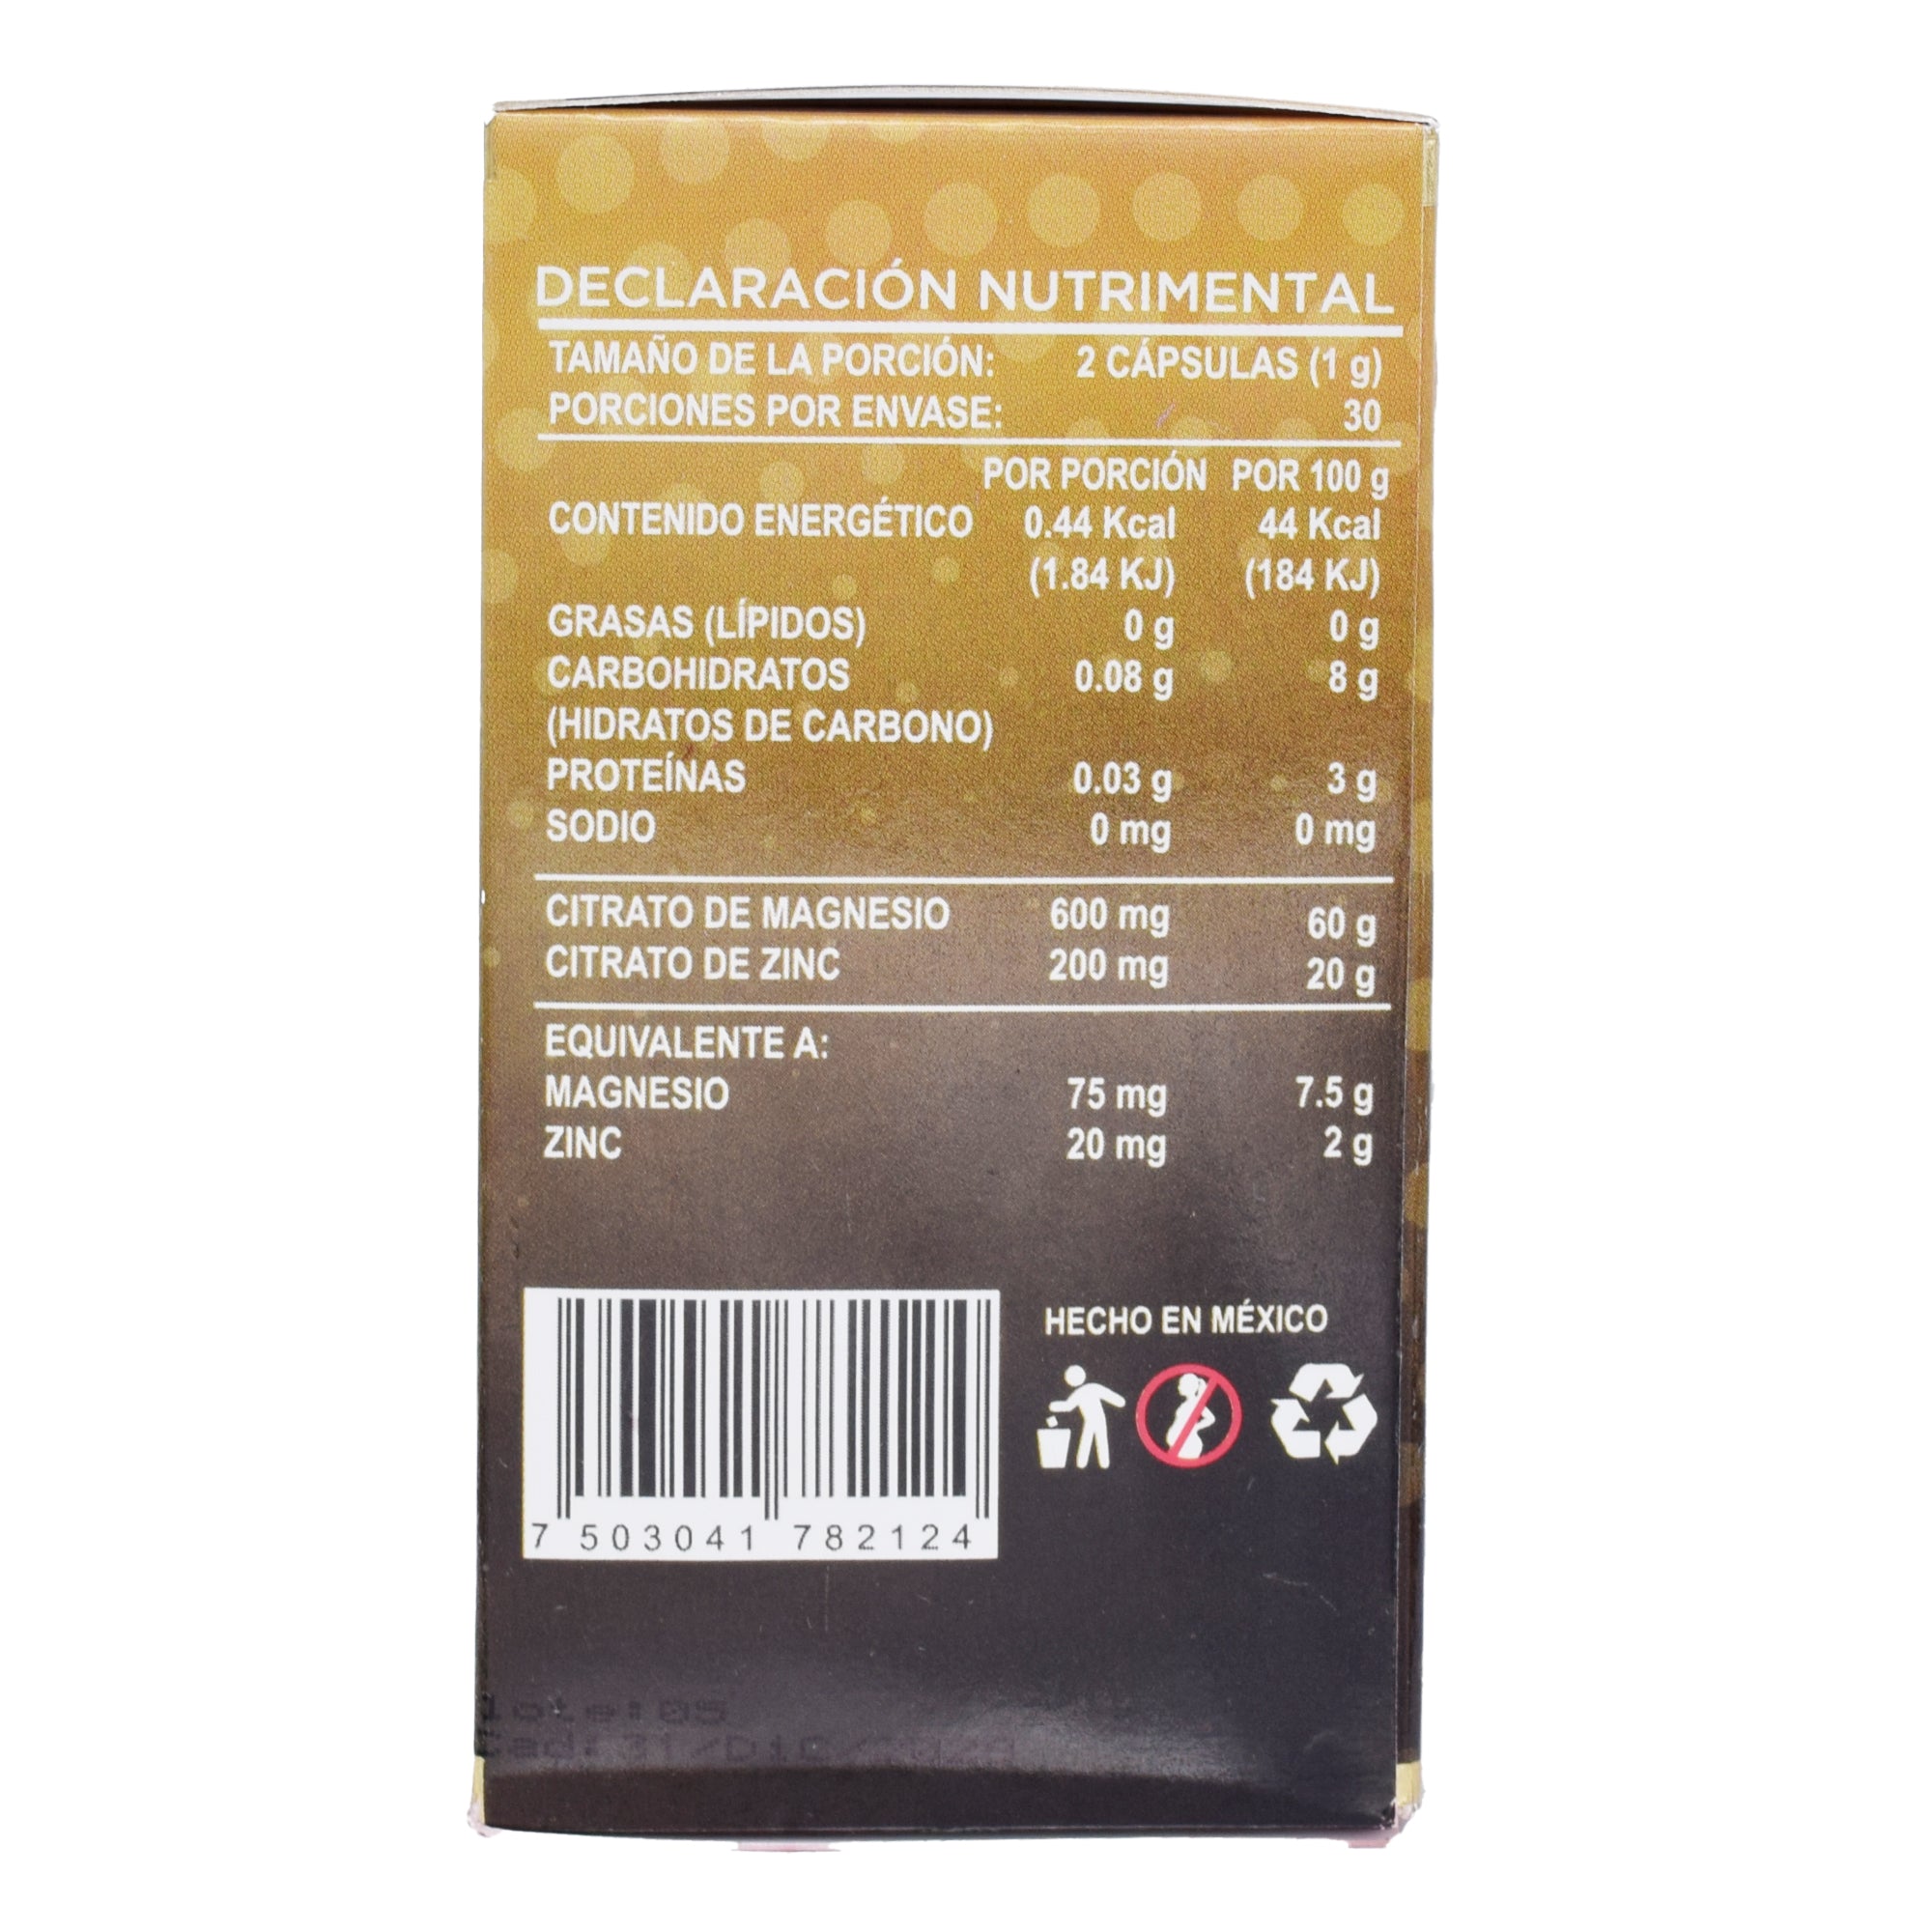 DECLARACIÓN NUTRIMENTAL
TAMAÑO DE LA PORCIÓN: 2 CÁPSULAS (1 g)
PORCIONES POR ENVASE: 30
POR PORCIÓN POR 100 g
CONTENIDO ENERGÉTICO 0.44 Kcal 44 Kcal
(1.84 KJ) (184 KJ)
GRASAS (LÍPIDOS) 0 g 0 g
CARBOHIDRATOS 0.08 g 8 g
(HIDRATOS DE CARBONO)
PROTEÍNAS 0.03 g 3 g
SODIO 0 mg 0 mg
CITRATO DE MAGNESIO 600 mg 60 g
CITRATO DE ZINC 200 mg 20 g
EQUIVALENTE A:
MAGNESIO 75 mg 7.5 g
ZINC 20 mg 2 g
HECHO EN MÉXICO
7 503041 782124
lote:05